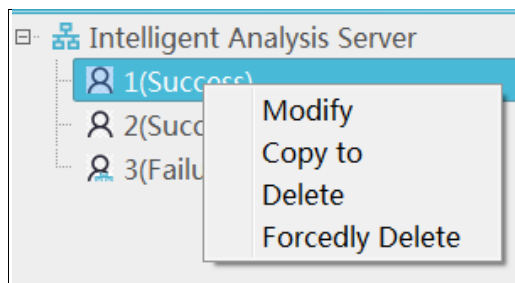 Intelligent Analysis Server
1(Success)
2(Succ
3(Failu
Modify
Copy to
Delete
Forcedly Delete